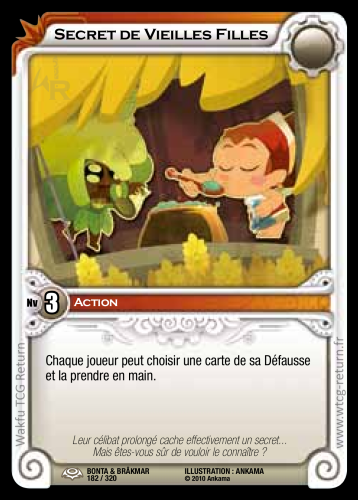 Secret de Vieilles Filles
WR
Nv 3 Action
Chaque joueur peut choisir une carte de sa Défausse
et la prendre en main.
Leur célibat prolongé cache effectivement un secret...
Mais êtes-vous sûr de vouloir le connaître ?
BONTA & BRÂKMAR
182 / 320
ILLUSTRATION : ANKAMA
© 2010 Ankama
Wakfu TCG Return
www.wtcg-return.fr